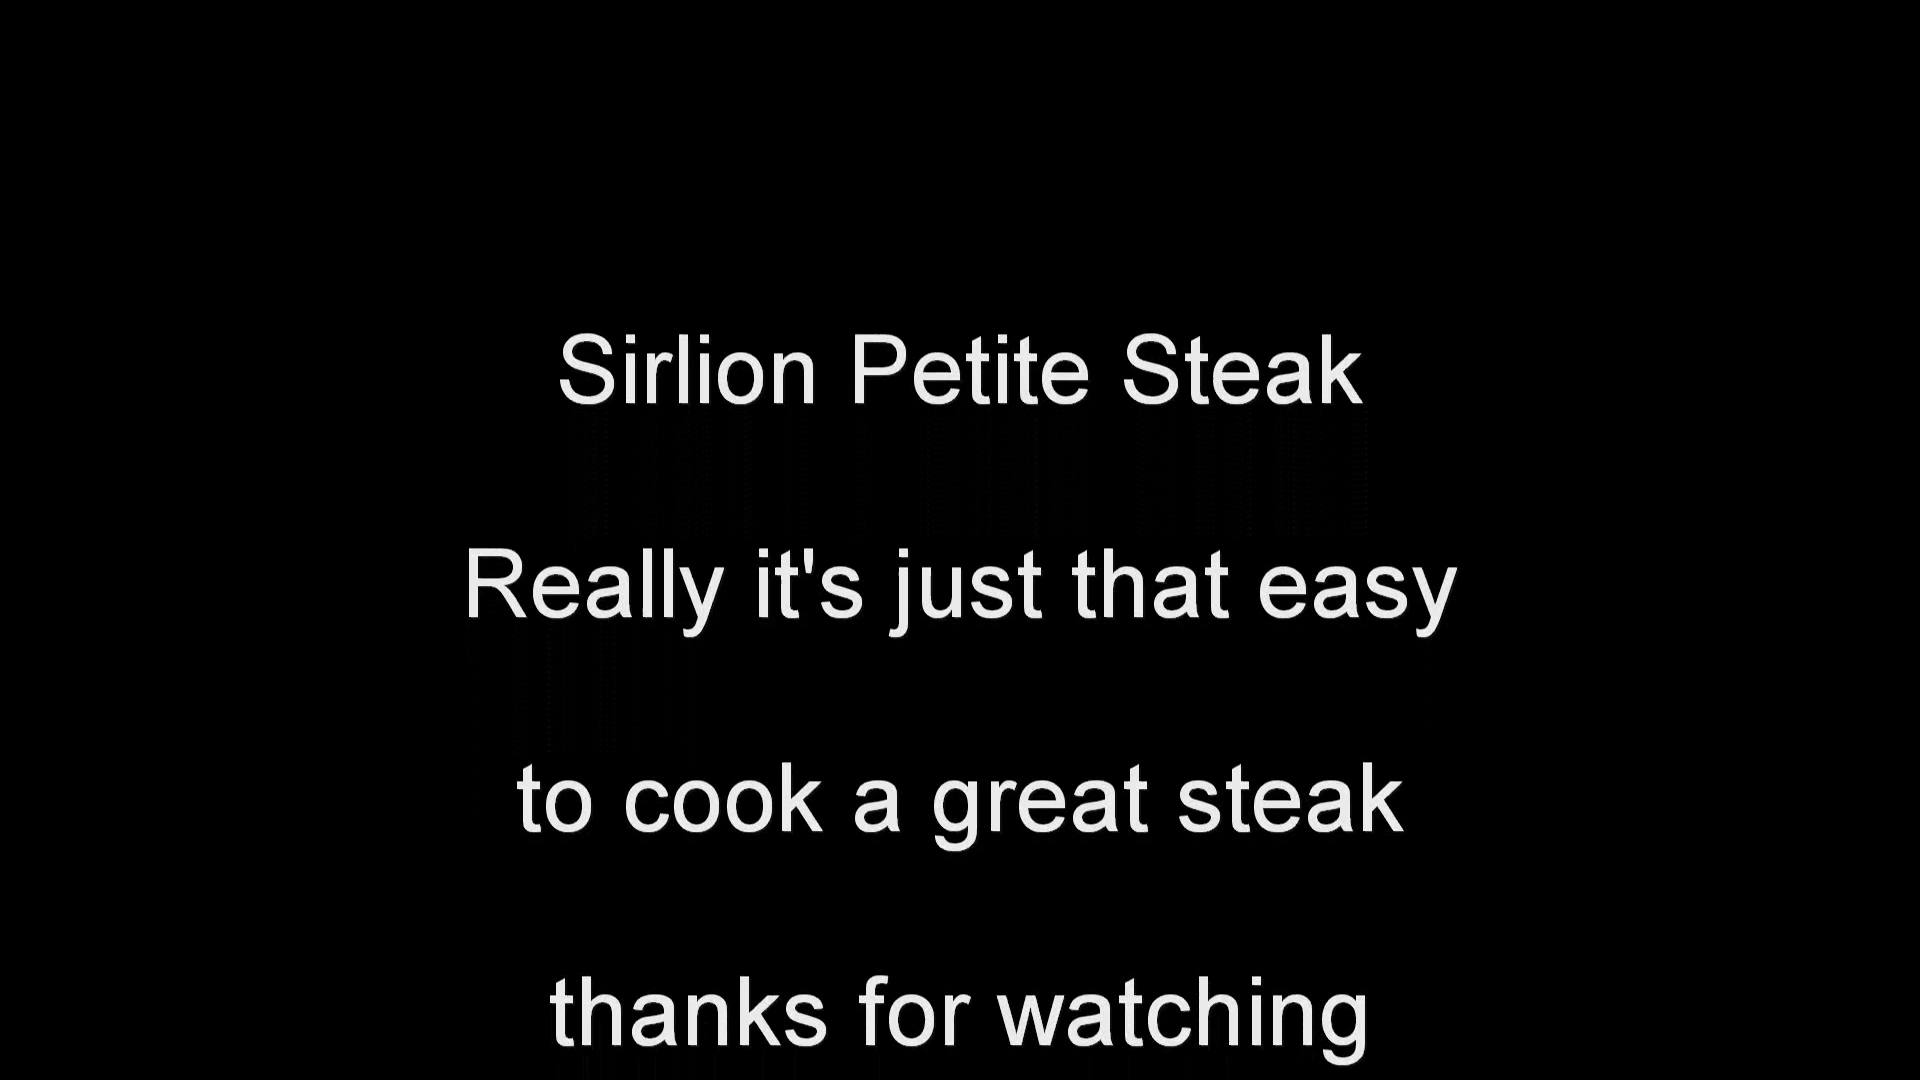 Sirlion Petite Steak
Really it's just that easy
to cook a great steak
thanks for watching